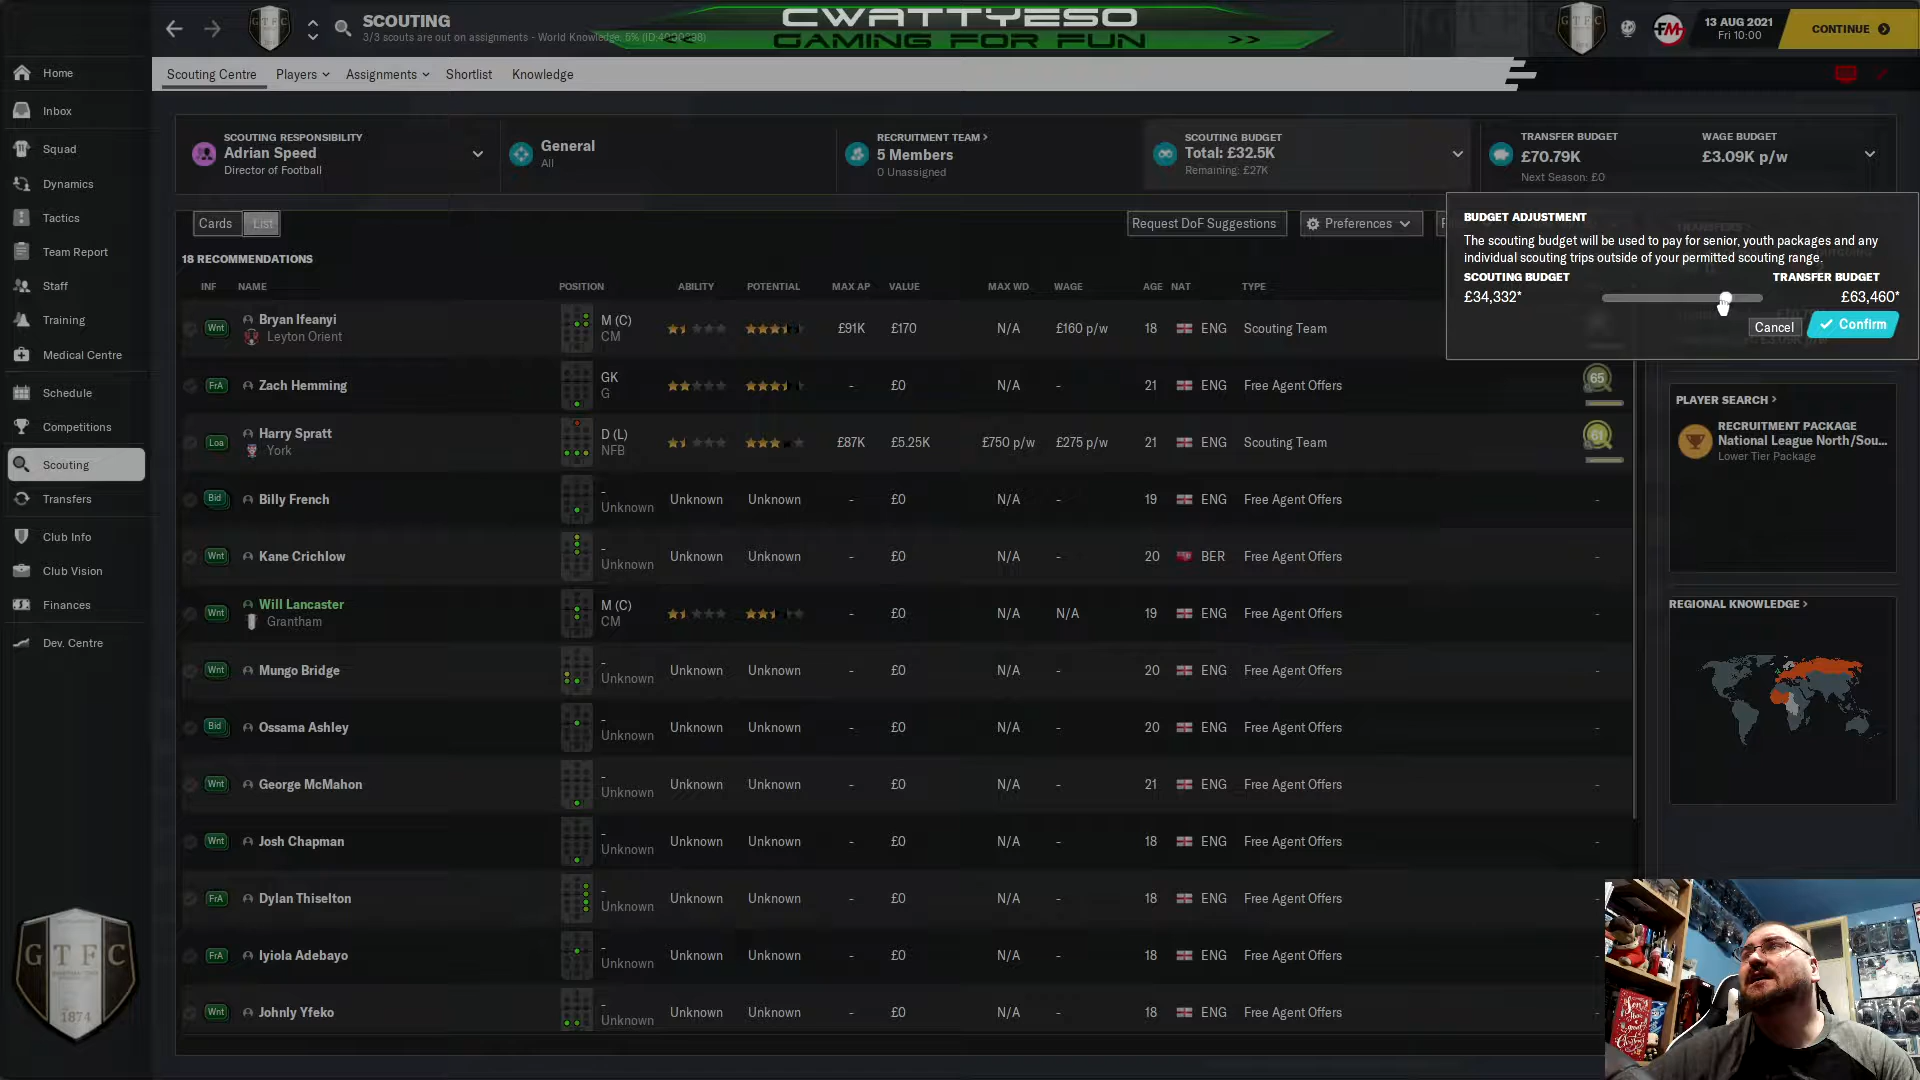 SCOUTING
3/3 scouts are out on assignments - World Knowledge: 5%
CWATTYESO
GAMING FOR FUN
>>
GTFC
FM
13 AUG 2021
Fri 10:00
CONTINUE
Home
Inbox
Squad
Dynamics
Tactics
Team Report
Staff
Training
Medical Centre
Schedule
Competitions
Scouting
Transfers
Club Info
Club Vision
Finances
Dev. Centre
GTFC
1874
Scouting Centre Players Assignments Shortlist Knowledge
SCOUTING RESPONSIBILITY
Adrian Speed
Director of Football
General
All
RECRUITMENT TEAM >
5 Members
0 Unassigned
SCOUTING BUDGET
Total: £32.5K
Remaining: £27K
TRANSFER BUDGET
£70.79K
Next Season: £0
WAGE BUDGET
£3.09K p/w
Cards List
Request DoF Suggestions
Preferences
BUDGET ADJUSTMENT
The scouting budget will be used to pay for senior, youth packages and any
individual scouting trips outside of your permitted scouting range.
SCOUTING BUDGET TRANSFER BUDGET
£34,332* £63,460*
Cancel Confirm
18 RECOMMENDATIONS
INF NAME POSITION ABILITY POTENTIAL MAX AP VALUE MAX WD WAGE AGE NAT TYPE
Wnt Bryan Ifeanyi M (C) £91K £170 N/A £160 p/w 18 ENG Scouting Team
Leyton Orient CM
FrA Zach Hemming GK - £0 N/A - 21 ENG Free Agent Offers 65
G
Loa Harry Spratt D (L) £87K £5.25K £750 p/w £275 p/w 21 ENG Scouting Team 61
York NFB
Bid Billy French - Unknown Unknown - £0 N/A - 19 ENG Free Agent Offers -
Unknown
Wnt Kane Crichlow - Unknown Unknown - £0 N/A - 20 BER Free Agent Offers -
Unknown
Wnt Will Lancaster M (C) - £0 N/A N/A 19 ENG Free Agent Offers -
Grantham CM
Wnt Mungo Bridge - Unknown Unknown - £0 N/A - 20 ENG Free Agent Offers -
Unknown
Bid Ossama Ashley - Unknown Unknown - £0 N/A - 20 ENG Free Agent Offers -
Unknown
Wnt George McMahon - Unknown Unknown - £0 N/A - 21 ENG Free Agent Offers -
Unknown
Wnt Josh Chapman - Unknown Unknown - £0 N/A - 18 ENG Free Agent Offers -
Unknown
FrA Dylan Thiselton - Unknown Unknown - £0 N/A - 18 ENG Free Agent Offers -
Unknown
FrA Iyiola Adebayo - Unknown Unknown - £0 N/A - 18 ENG Free Agent Offers -
Unknown
Wnt Johnly Yfeko - Unknown Unknown - £0 N/A - 18 ENG Free Agent Offers
Unknown
PLAYER SEARCH >
RECRUITMENT PACKAGE
National League North/Sou...
Lower Tier Package
REGIONAL KNOWLEDGE >